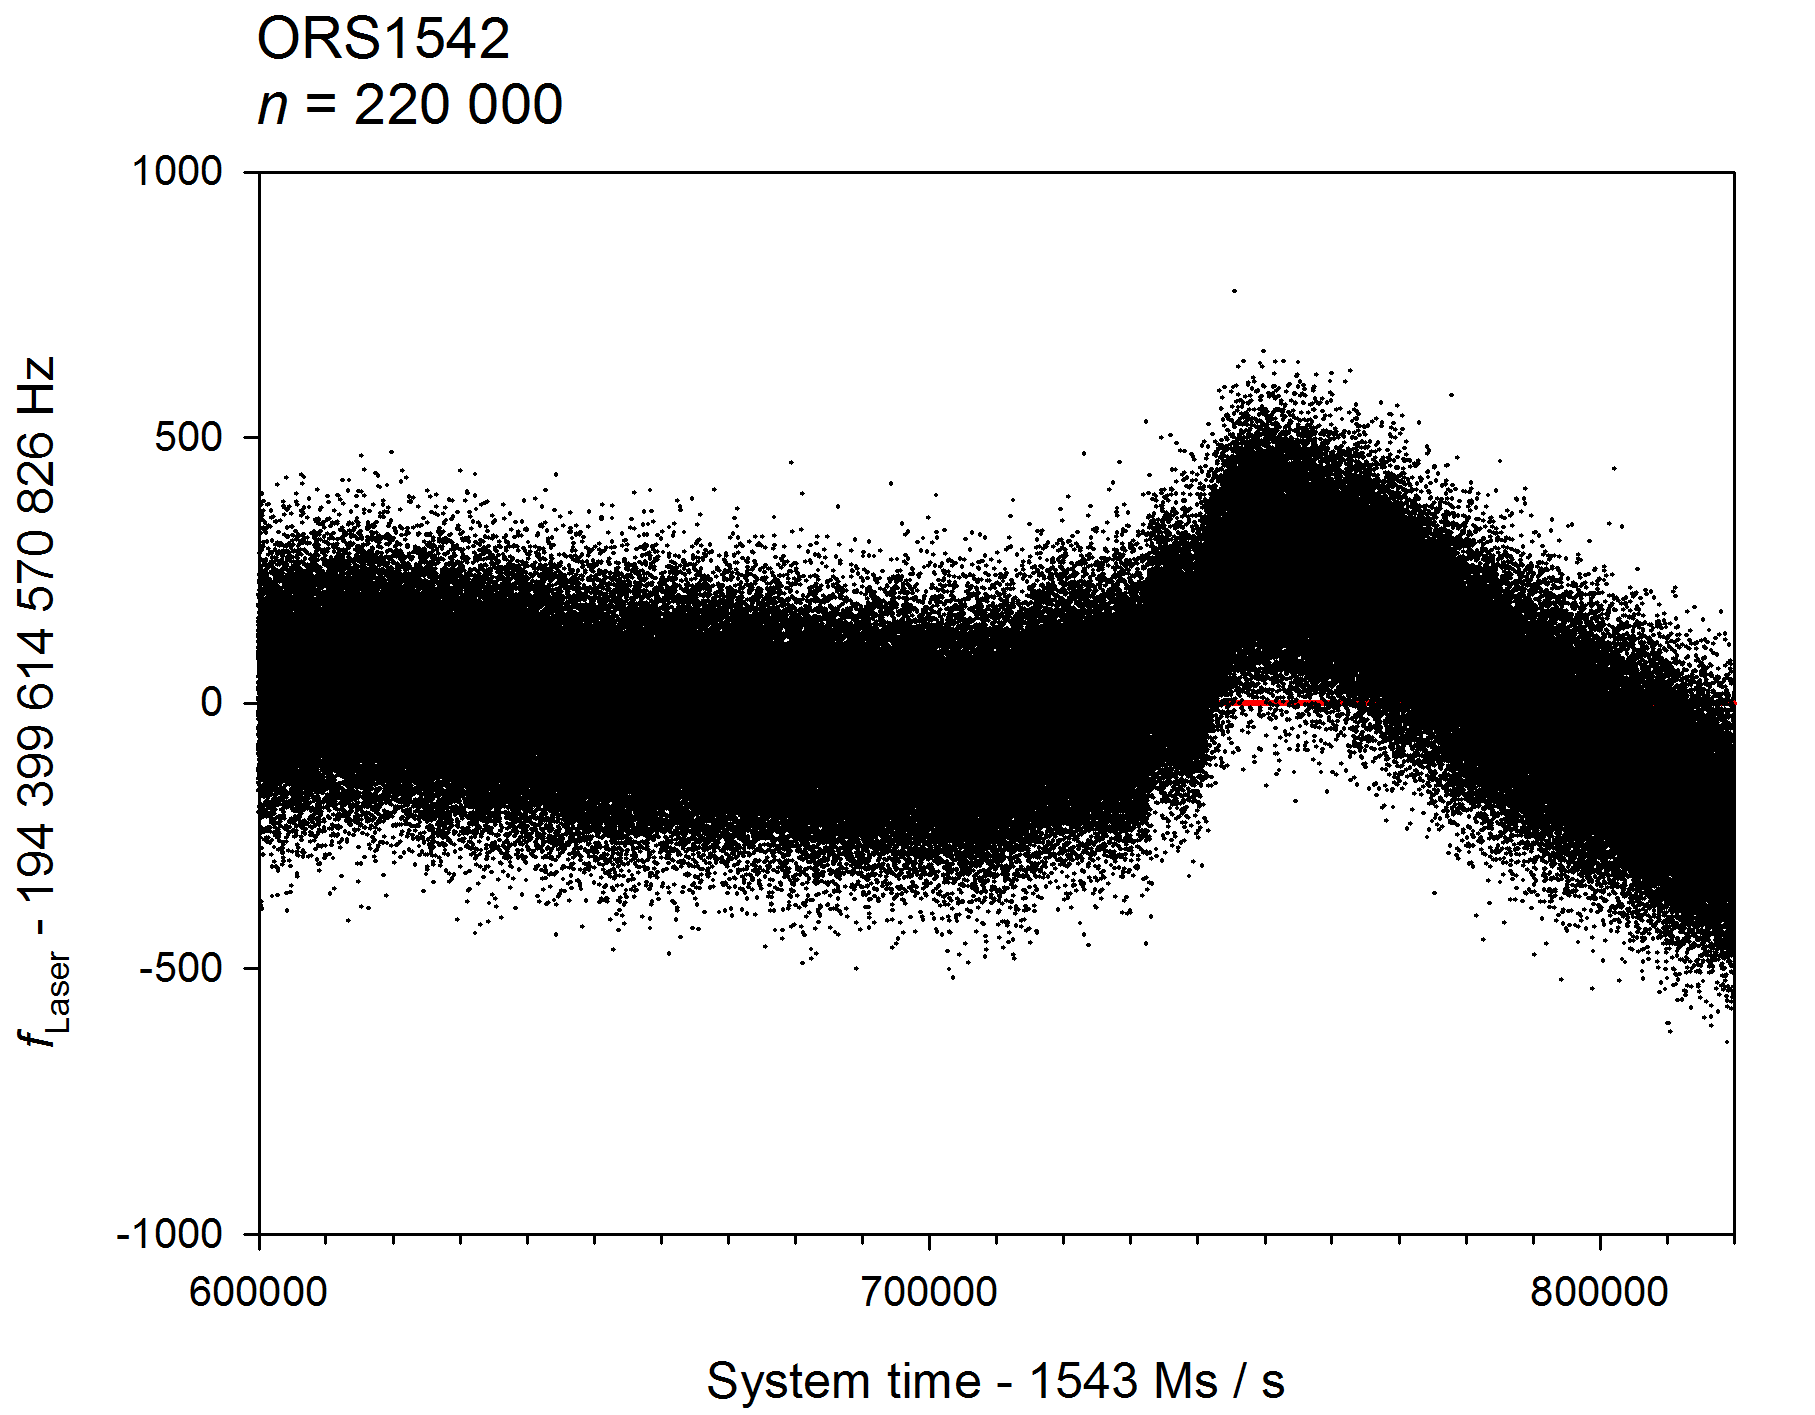 ORS1542
n = 220 000
1000
500
0
-500
-1000
f Laser - 194 399 614 570 826 Hz
600000 700000 800000
System time - 1543 Ms / s